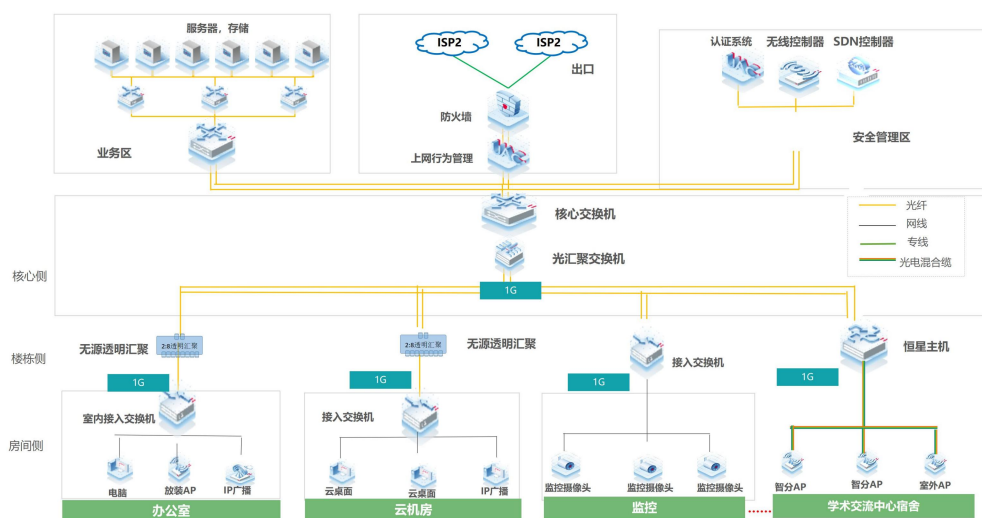 服务器，存储
业务区
ISP2
ISP2
出口
防火墙
上网行为管理
认证系统
无线控制器
SDN控制器
安全管理区
核心交换机
光汇聚交换机
光纤
网线
专线
光电混合缆
核心侧
1G
楼栋侧
无源透明汇聚
2:8透明汇聚
2:8透明汇聚
无源透明汇聚
接入交换机
恒星主机
1G
1G
1G
1G
房间侧
室内接入交换机
接入交换机
电脑
放装AP
IP广播
云桌面
云桌面
IP广播
监控摄像头
监控摄像头
监控摄像头
智分AP
智分AP
室外AP
办公室
云机房
监控
学术交流中心宿舍